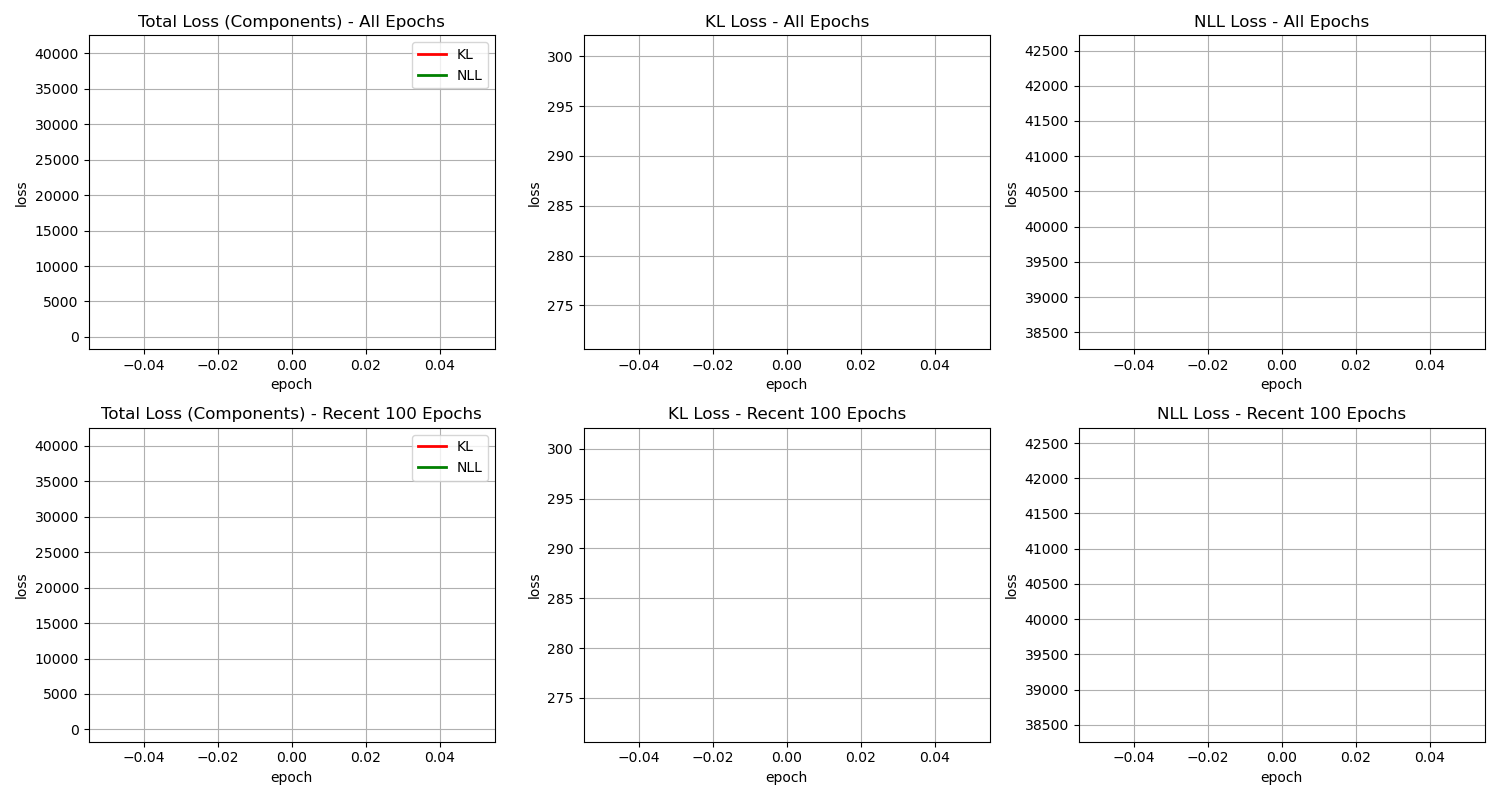 Total Loss (Components) - All Epochs
KL
NLL
40000
35000
30000
25000
20000
15000
10000
5000
0
loss
−0.04 −0.02 0.00 0.02 0.04
epoch
KL Loss - All Epochs
300
295
290
285
280
275
loss
−0.04 −0.02 0.00 0.02 0.04
epoch
NLL Loss - All Epochs
42500
42000
41500
41000
40500
40000
39500
39000
38500
loss
−0.04 −0.02 0.00 0.02 0.04
epoch
Total Loss (Components) - Recent 100 Epochs
KL
NLL
40000
35000
30000
25000
20000
15000
10000
5000
0
loss
−0.04 −0.02 0.00 0.02 0.04
epoch
KL Loss - Recent 100 Epochs
300
295
290
285
280
275
loss
−0.04 −0.02 0.00 0.02 0.04
epoch
NLL Loss - Recent 100 Epochs
42500
42000
41500
41000
40500
40000
39500
39000
38500
loss
−0.04 −0.02 0.00 0.02 0.04
epoch